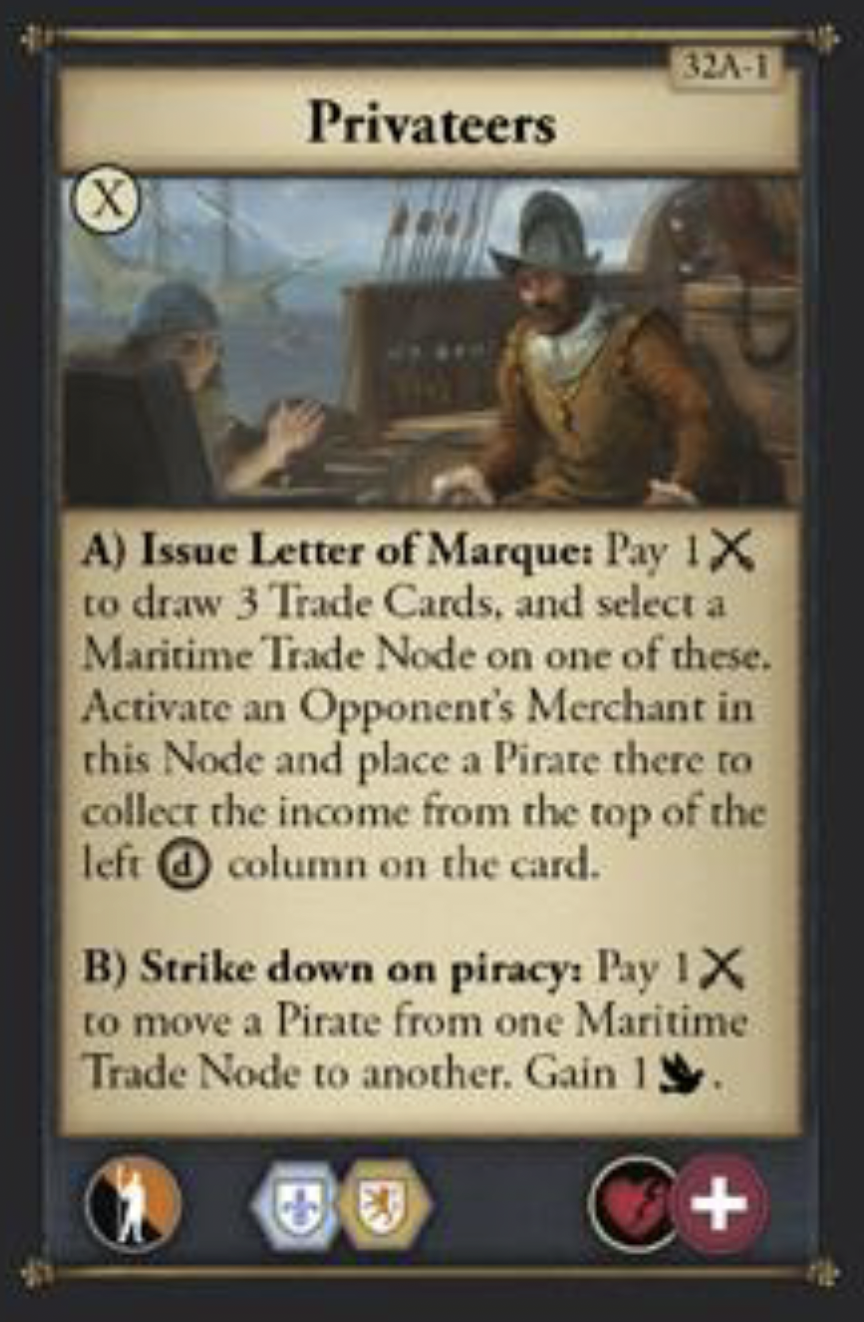 32A-1
Privateers
X
A) Issue Letter of Marque: Pay 1
to draw 3 Trade Cards, and select a
Maritime Trade Node on one of these.
Activate an Opponent's Merchant in
this Node and place a Pirate there to
collect the income from the top of the
left d column on the card.
B) Strike down on piracy: Pay 1
to move a Pirate from one Maritime
Trade Node to another. Gain 1 .